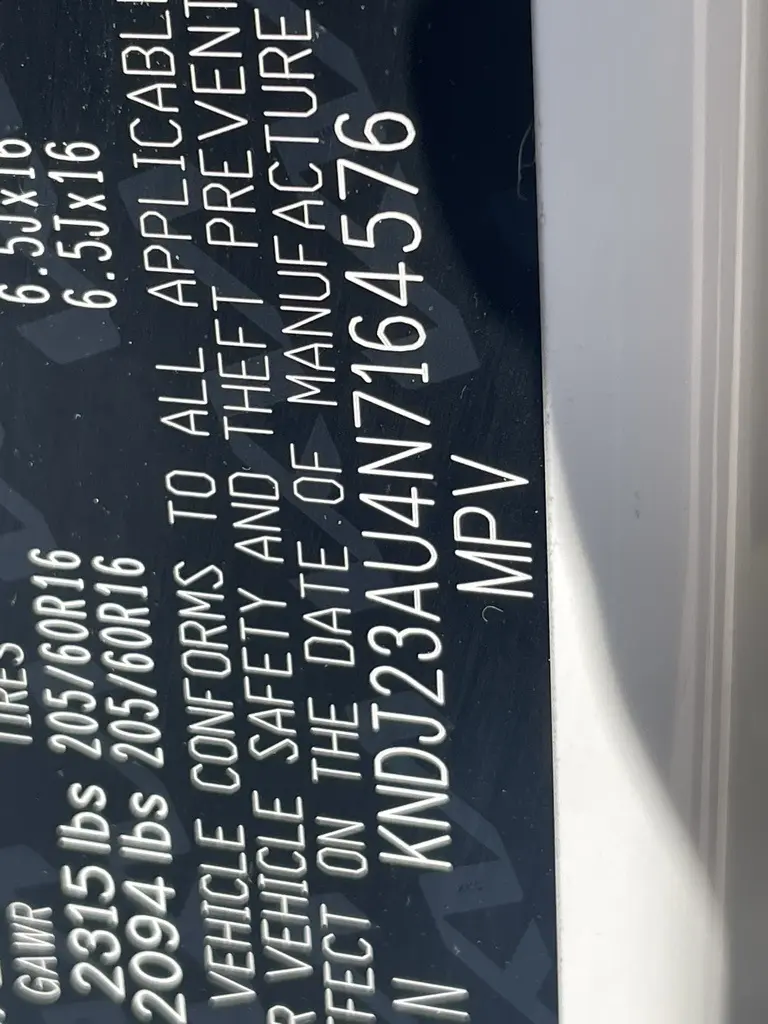 TIRES
GAWR
2315 lbs 205/60R16 6.5Jx16
2094 lbs 205/60R16 6.5Jx16
VEHICLE CONFORMS TO ALL APPLICABL
R VEHICLE SAFETY AND THEFT PREVENT
FFECT ON THE DATE OF MANUFACTURE
N KNDJ23AU4N7164576
MPV